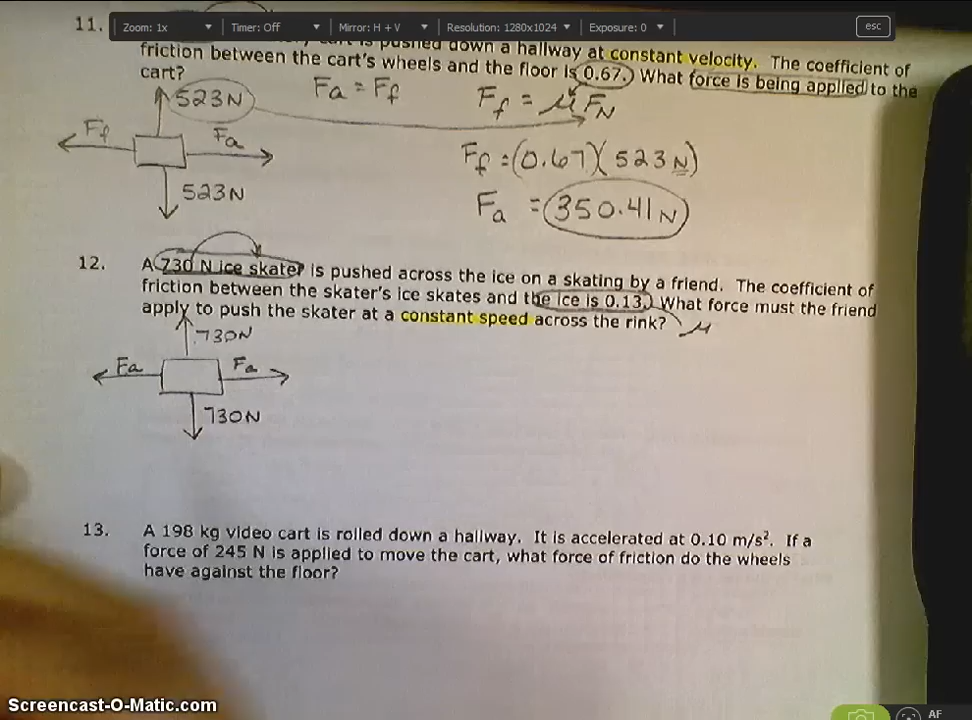 11.
Zoom: 1x Timer: Off Mirror: H + V Resolution: 1280x1024 Exposure: 0 esc
is pushed down a hallway at constant velocity. The coefficient of
friction between the cart's wheels and the floor is 0.67. What force is being applied to the
cart?
523N Fa = Ff Ff = μ FN
Ff Fa
Ff = (0.67)(523N)
523N
Fa = 350.41N
12. A 730 N ice skater is pushed across the ice on a skating by a friend. The coefficient of
friction between the skater's ice skates and the ice is 0.13. What force must the friend
apply to push the skater at a constant speed across the rink? μ
730N
Fa Fa
730N
13. A 198 kg video cart is rolled down a hallway. It is accelerated at 0.10 m/s². If a
force of 245 N is applied to move the cart, what force of friction do the wheels
have against the floor?
Screencast-O-Matic.com
AF